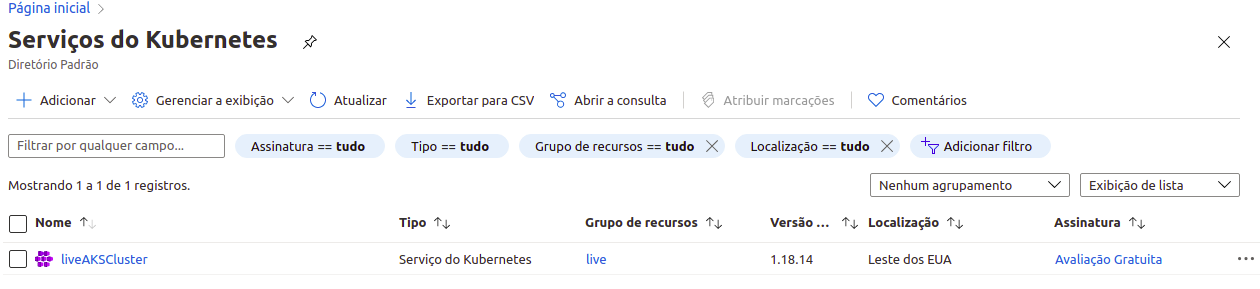 Página inicial
Serviços do Kubernetes
Diretório Padrão
Adicionar Gerenciar a exibição Atualizar Exportar para CSV Abrir a consulta Atribuir marcações Comentários
Filtrar por qualquer campo... Assinatura == tudo Tipo == tudo Grupo de recursos == tudo Localização == tudo Adicionar filtro
Mostrando 1 a 1 de 1 registros. Nenhum agrupamento Exibição de lista
Nome Tipo Grupo de recursos Versão ... Localização Assinatura
liveAKSCluster Serviço do Kubernetes live 1.18.14 Leste dos EUA Avaliação Gratuita